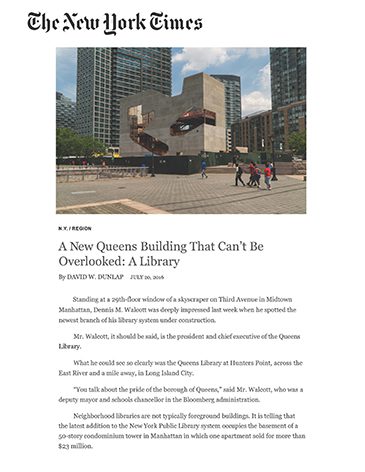 The New York Times
N.Y. / REGION
A New Queens Building That Can't Be
Overlooked: A Library
By DAVID W. DUNLAP JULY 20, 2016
Standing at a 29th-floor window of a skyscraper on Third Avenue in Midtown
Manhattan, Dennis M. Walcott was deeply impressed last week when he spotted the
newest branch of his library system under construction.
Mr. Walcott, it should be said, is the president and chief executive of the Queens
Library.
What he could see so clearly was the Queens Library at Hunters Point, across the
East River and a mile away, in Long Island City.
"You talk about the pride of the borough of Queens," said Mr. Walcott, who was a
deputy mayor and schools chancellor in the Bloomberg administration.
Neighborhood libraries are not typically foreground buildings. It is telling that
the latest addition to the New York Public Library system occupies the basement of a
50-story condominium tower in Manhattan in which one apartment sold for more than
$23 million.